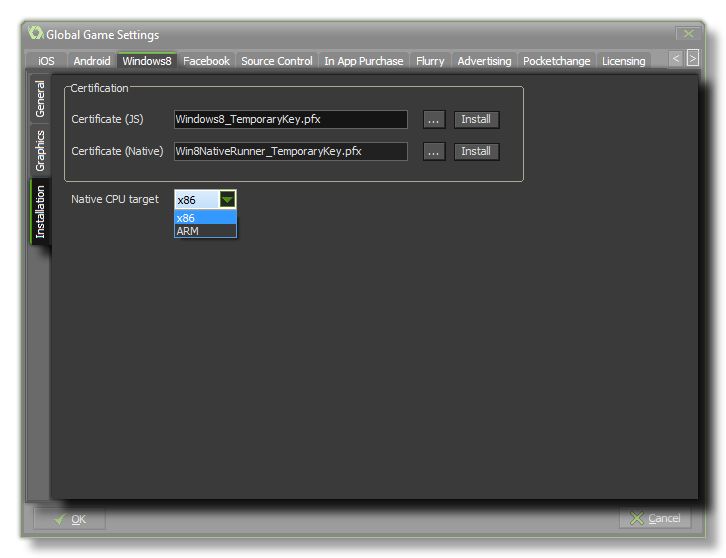 Global Game Settings
iOS Android Windows8 Facebook Source Control In App Purchase Flurry Advertising Pocketchange Licensing < >
General
Graphics
Installation
Certification
Certificate (JS) Windows8_TemporaryKey.pfx ... Install
Certificate (Native) Win8NativeRunner_TemporaryKey.pfx ... Install
Native CPU target x86
x86
ARM
OK Cancel